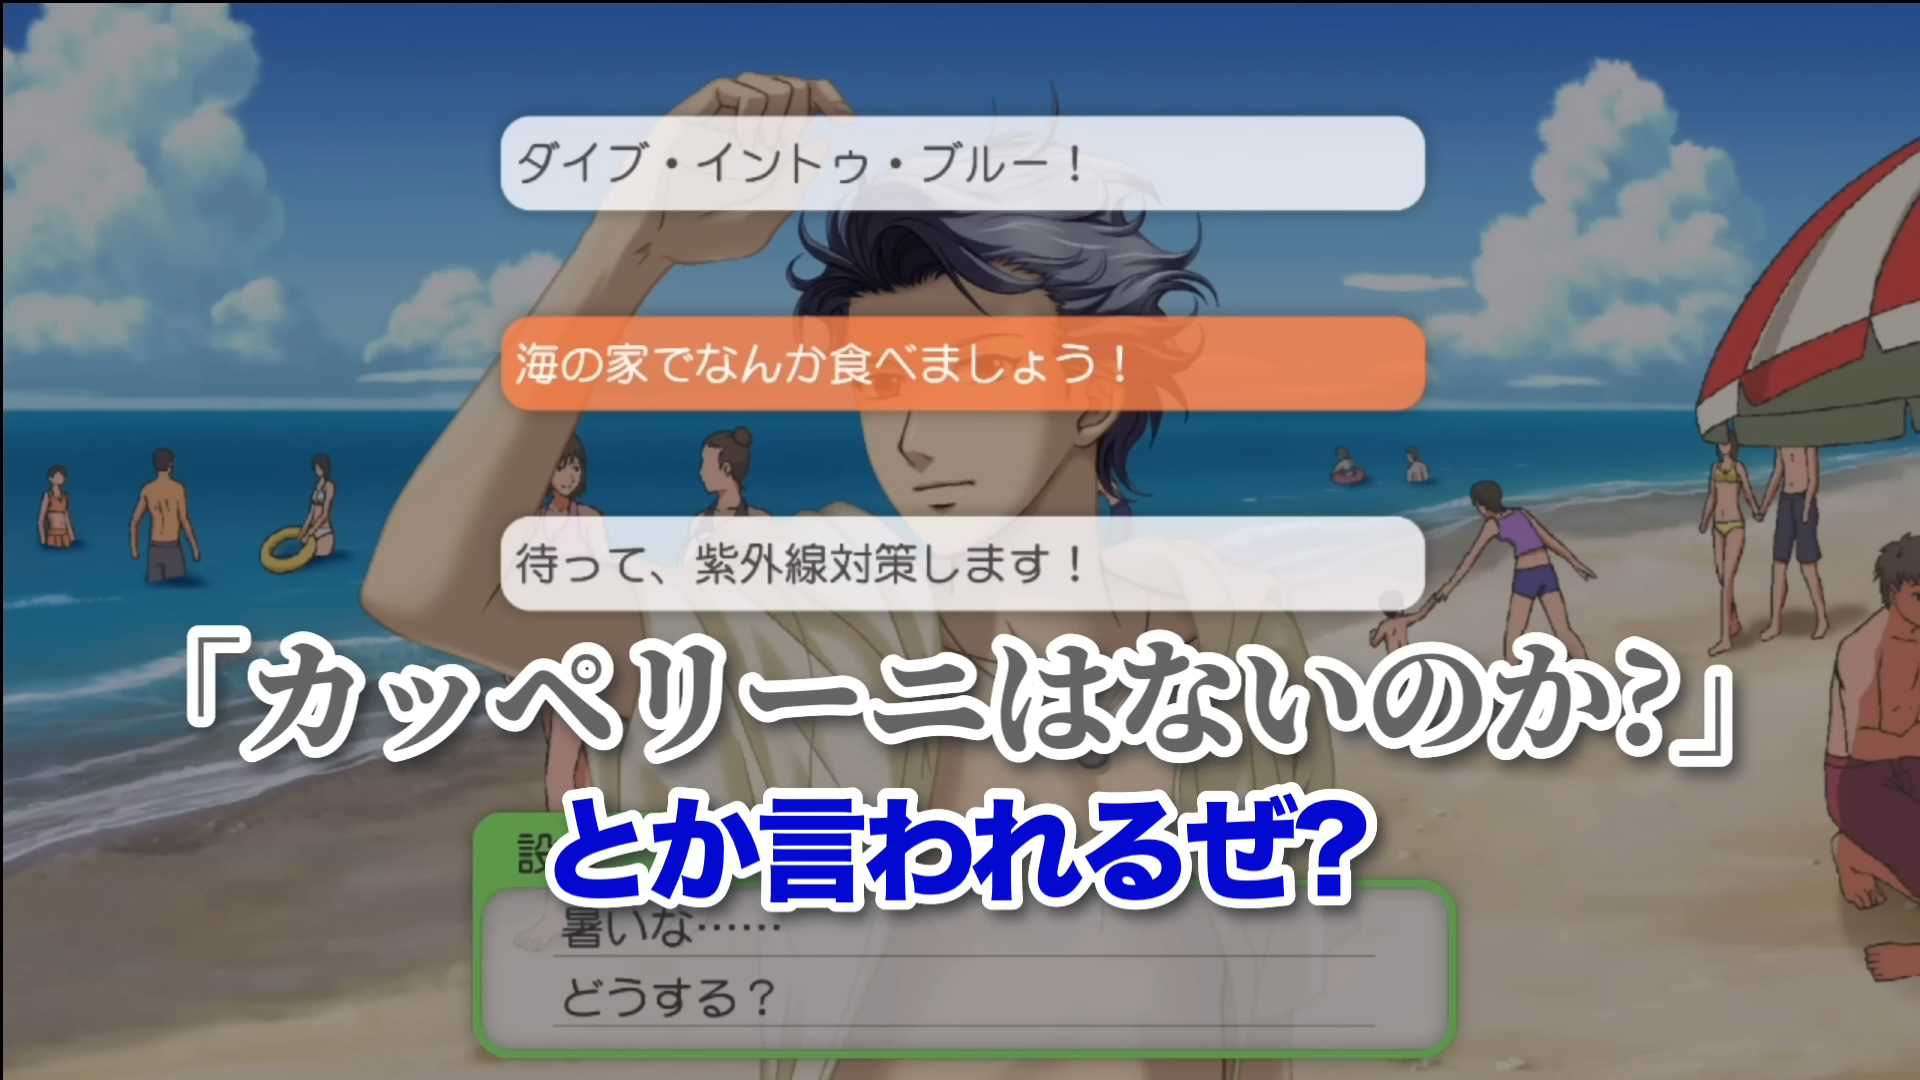 ダイブ・イントゥ・ブルー！
海の家でなんか食べましょう！
待って、紫外線対策します！
「カッペリーニはないのか?」
とか言われるぜ?
設
暑いな……
どうする？